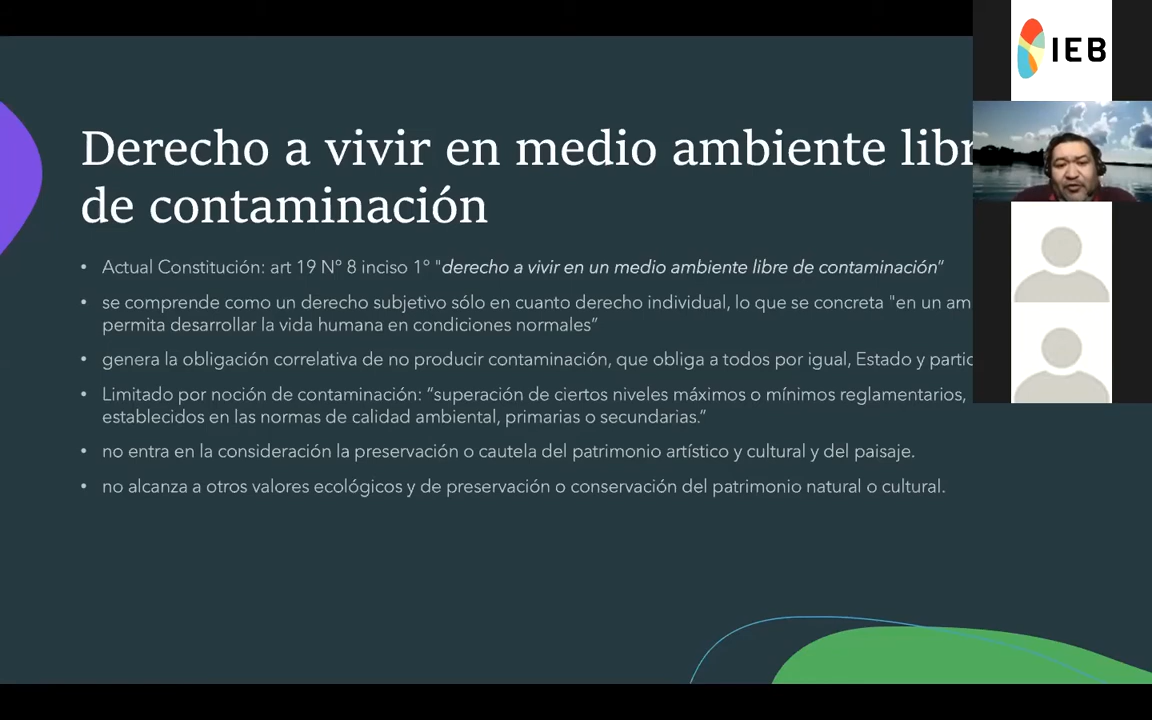 Derecho a vivir en medio ambiente
de contaminación
Actual Constitución: art 19 Nº 8 inciso 1º "derecho a vivir en un medio ambiente libre de contaminación"
se comprende como un derecho subjetivo sólo en cuanto derecho individual, lo que se concreta "en un
permita desarrollar la vida humana en condiciones normales"
genera la obligación correlativa de no producir contaminación, que obliga a todos por igual, Estado y
Limitado por noción de contaminación: “superación de ciertos niveles máximos o mínimos reglamentarios,
establecidos en las normas de calidad ambiental, primarias o secundarias.”
no entra en la consideración la preservación o cautela del patrimonio artístico y cultural y del paisaje.
no alcanza a otros valores ecológicos y de preservación o conservación del patrimonio natural o cultural.
IEB